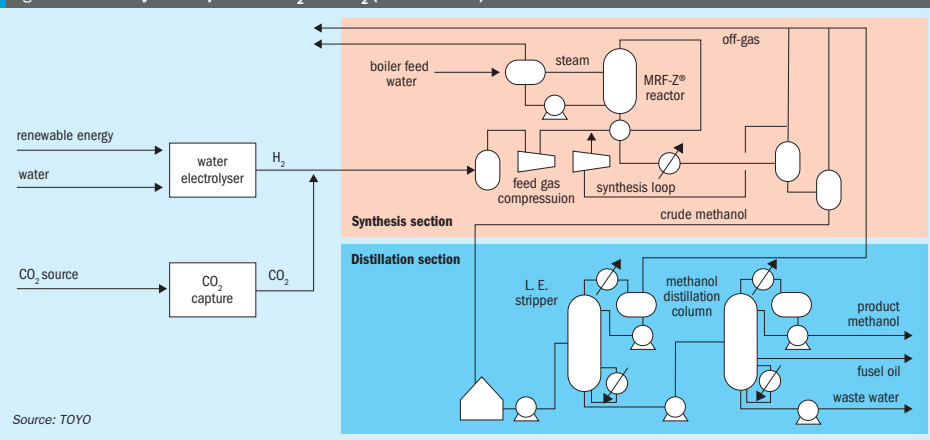 off-gas
boiler feed
water
steam
MRF-Z®
reactor
renewable energy
water
water
electrolyser
H2
feed gas
compressuion
synthesis loop
crude methanol
Synthesis section
Distillation section
CO2 source
CO2
capture
CO2
L. E.
stripper
methanol
distillation
column
product
methanol
fusel oil
waste water
Source: TOYO